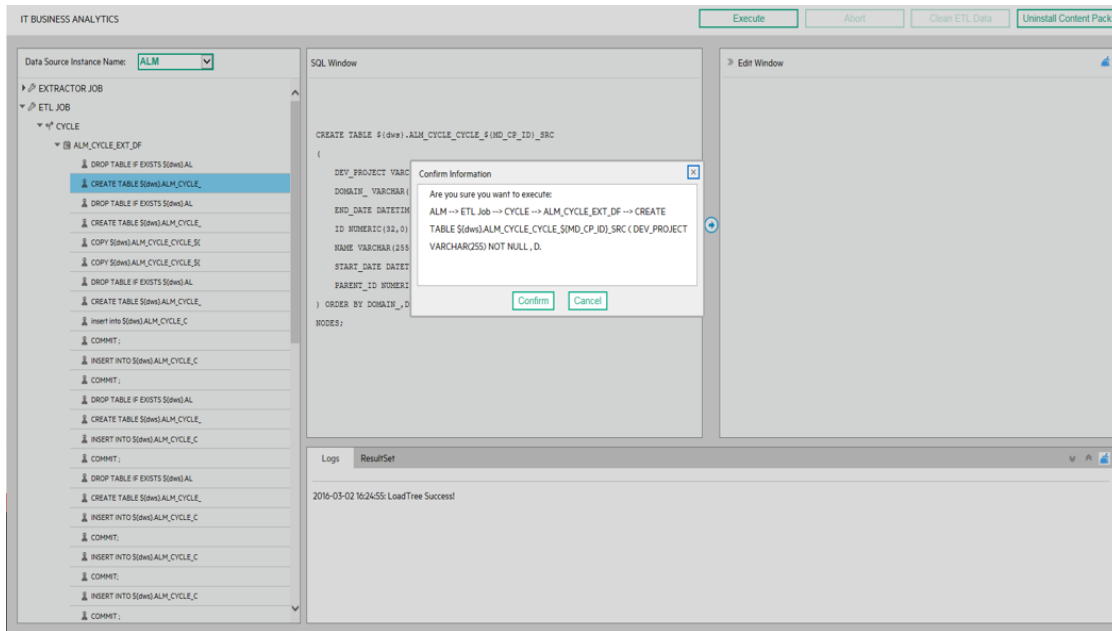 IT BUSINESS ANALYTICS
Execute
Abort
Clean ETL Data
Uninstall Content Pack
Data Source Instance Name: ALM
EXTRACTOR JOB
ETL JOB
CYCLE
ALM_CYCLE_EXT_DF
DROP TABLE IF EXISTS ${dws}.AL
CREATE TABLE ${dws}.ALM_CYCLE_
DROP TABLE IF EXISTS ${dws}.AL
CREATE TABLE ${dws}.ALM_CYCLE_
COPY ${dws}.ALM_CYCLE_CYCLE_${
COPY ${dws}.ALM_CYCLE_CYCLE_${
DROP TABLE IF EXISTS ${dws}.AL
CREATE TABLE ${dws}.ALM_CYCLE_
insert into ${dws}.ALM_CYCLE_C
COMMIT ;
INSERT INTO ${dws}.ALM_CYCLE_C
COMMIT ;
DROP TABLE IF EXISTS ${dws}.AL
CREATE TABLE ${dws}.ALM_CYCLE_
INSERT INTO ${dws}.ALM_CYCLE_C
COMMIT ;
DROP TABLE IF EXISTS ${dws}.AL
CREATE TABLE ${dws}.ALM_CYCLE_
INSERT INTO ${dws}.ALM_CYCLE_C
COMMIT;
INSERT INTO ${dws}.ALM_CYCLE_C
COMMIT;
INSERT INTO ${dws}.ALM_CYCLE_C
COMMIT ;
SQL Window
CREATE TABLE ${dws}.ALM_CYCLE_CYCLE_${MD_CP_ID}_SRC
(
DEV_PROJECT VARC
DOMAIN_ VARCHAR(
END_DATE DATETIM
ID NUMERIC(32,0)
NAME VARCHAR(255
START_DATE DATET
PARENT_ID NUMERI
) ORDER BY DOMAIN_,D
NODES;
Confirm Information
Are you sure you want to execute:
ALM --> ETL Job --> CYCLE --> ALM_CYCLE_EXT_DF --> CREATE
TABLE ${dws}.ALM_CYCLE_CYCLE_${MD_CP_ID}_SRC ( DEV_PROJECT
VARCHAR(255) NOT NULL , D.
Confirm
Cancel
Edit Window
Logs
ResultSet
2016-03-02 16:24:55: LoadTree Success!